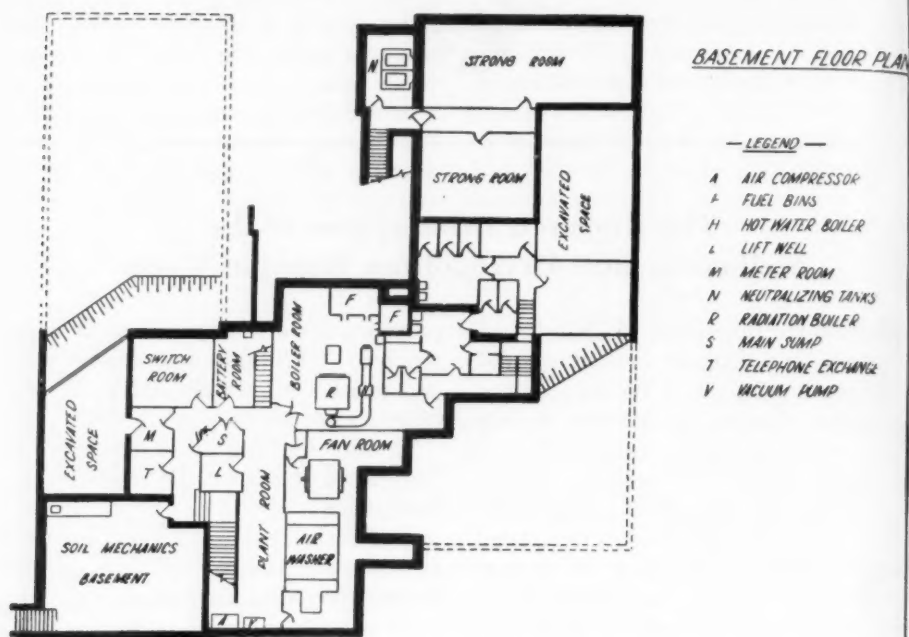 BASEMENT FLOOR PLAN
— LEGEND —
A AIR COMPRESSOR
F FUEL BINS
H HOT WATER BOILER
L LIFT WELL
M METER ROOM
N NEUTRALIZING TANKS
R RADIATION BOILER
S MAIN SUMP
T TELEPHONE EXCHANGE
V VACUUM PUMP
N
STRONG ROOM
STRONG ROOM
EXCAVATED
SPACE
F
F
BOILER ROOM
SWITCH
ROOM
BATTERY
ROOM
R
H
EXCAVATED
SPACE
M
S
FAN ROOM
T
L
PLANT ROOM
SOIL MECHANICS
BASEMENT
AIR
WASHER
A
V